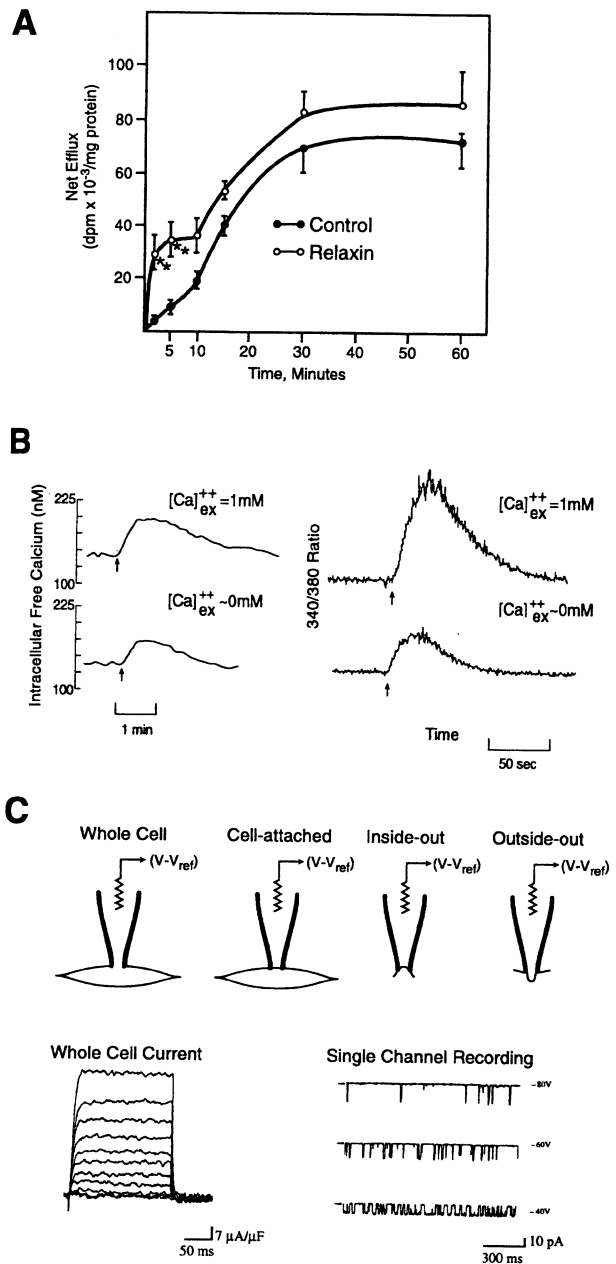 A
Net Efflux
(dpm x 10⁻³/mg protein)
100
80
60
40
20
**
**
Control
Relaxin
5 10 20 30 40 50 60
Time, Minutes
B
Intracellular Free Calcium (nM)
225
[Ca]⁺⁺ex=1mM
100
225
[Ca]⁺⁺ex~0mM
100
1 min
340/380 Ratio
[Ca]⁺⁺ex=1mM
[Ca]⁺⁺ex~0mM
Time
50 sec
C
Whole Cell Cell-attached Inside-out Outside-out
(V-Vref) (V-Vref) (V-Vref) (V-Vref)
Whole Cell Current
7 µA/µF
50 ms
Single Channel Recording
-80V
-60V
-40V
10 pA
300 ms